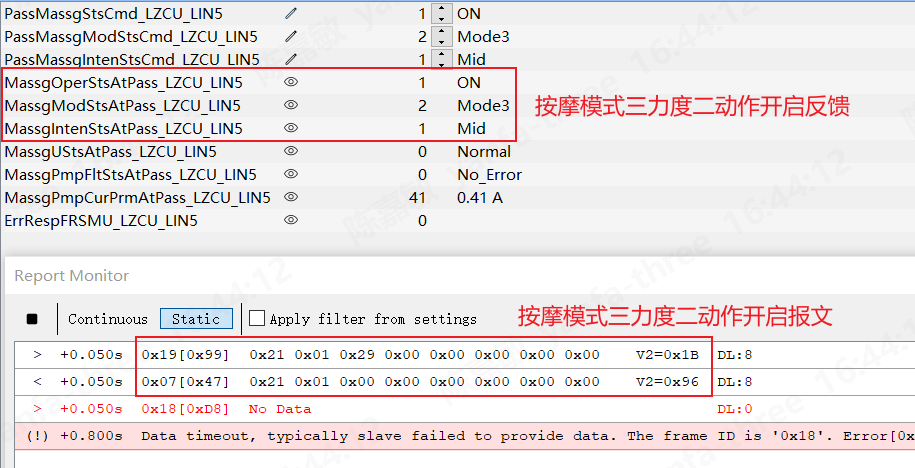 PassMassgStsCmd_LZCU_LIN5 1 ON
PassMassgModStsCmd_LZCU_LIN5 2 Mode3
PassMassgIntenStsCmd_LZCU_LIN5 1 Mid
MassgOperStsAtPass_LZCU_LIN5 1 ON
MassgModStsAtPass_LZCU_LIN5 2 Mode3
按摩模式三力度二动作开启反馈
MassgIntenStsAtPass_LZCU_LIN5 1 Mid
MassgUStsAtPass_LZCU_LIN5 0 Normal
MassgPmpFltStsAtPass_LZCU_LIN5 0 No_Error
MassgPmpCurPrmAtPass_LZCU_LIN5 41 0.41 A
ErrRespFRSMU_LZCU_LIN5 0
Report Monitor
Continuous Static Apply filter from settings
按摩模式三力度二动作开启报文
> +0.050s 0x19[0x99] 0x21 0x01 0x29 0x00 0x00 0x00 0x00 0x00 V2=0x1B DL:8
< +0.050s 0x07[0x47] 0x21 0x01 0x00 0x00 0x00 0x00 0x00 0x00 V2=0x96 DL:8
> +0.050s 0x18[0xD8] No Data DL:0
(!) +0.800s Data timeout, typically slave failed to provide data. The frame ID is '0x18'. Error[0x
陈嘉敏
16:44:12